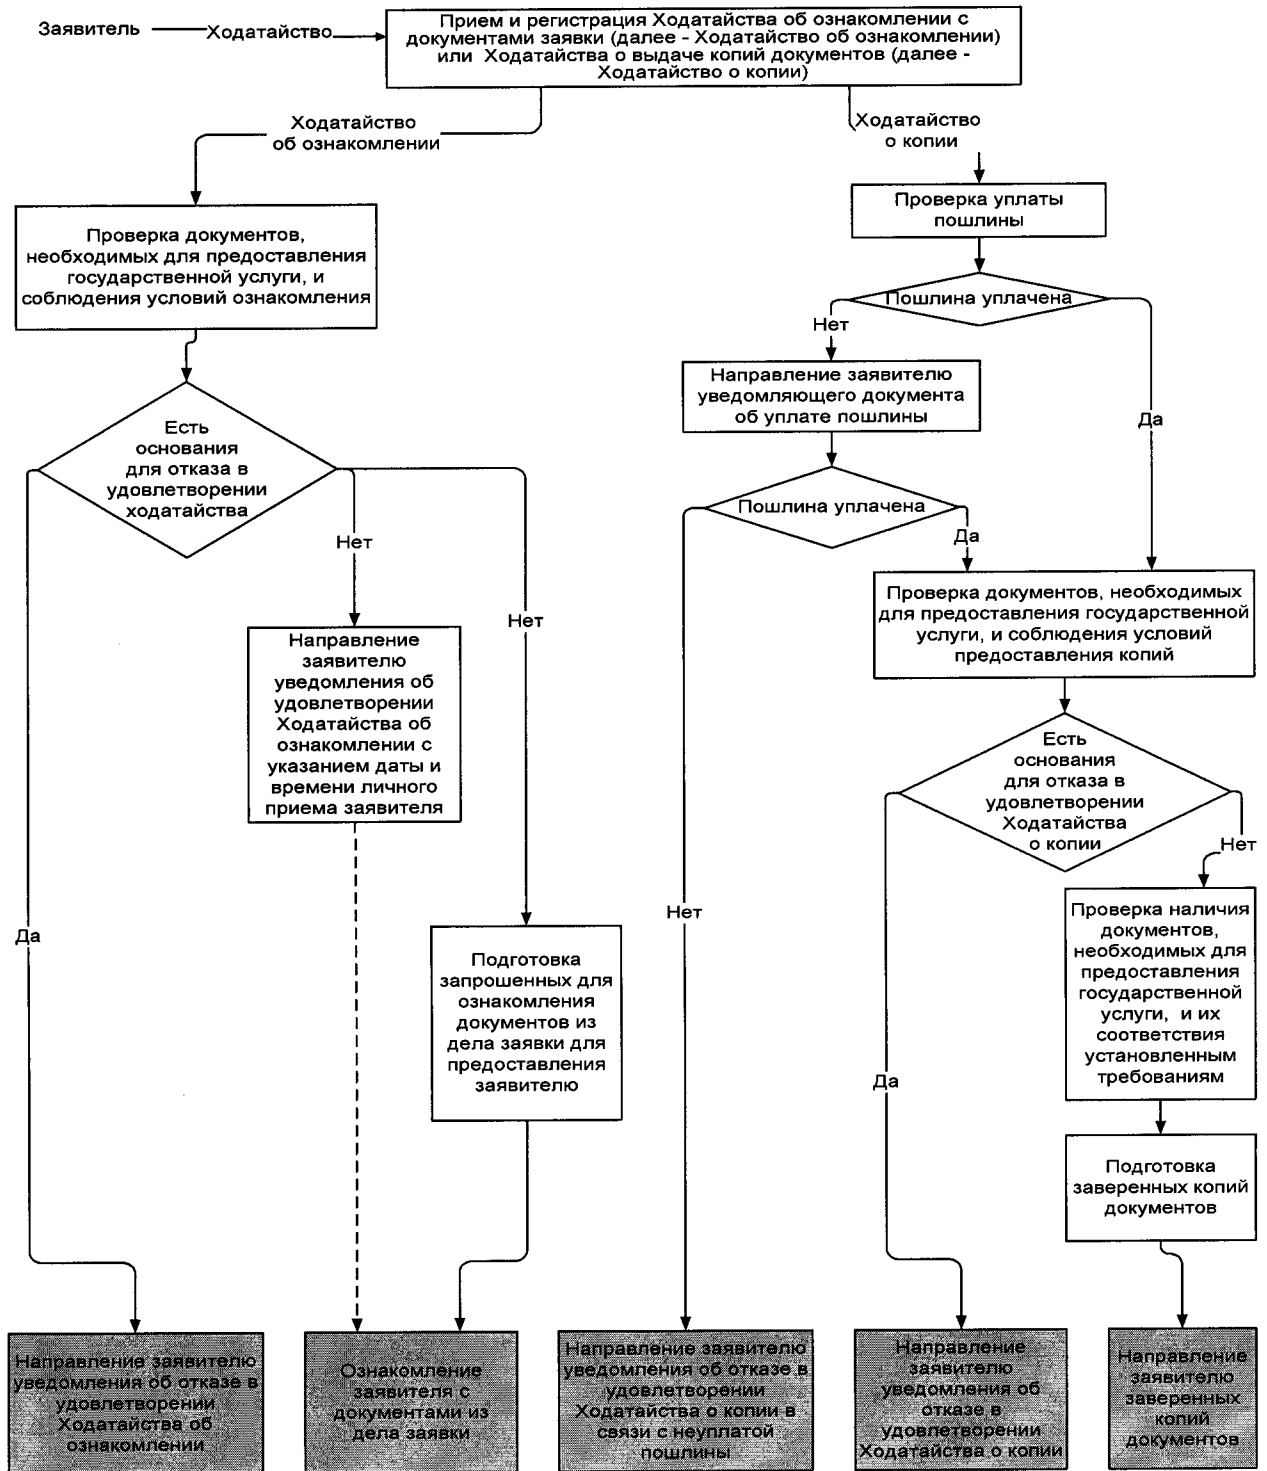 Заявитель
Ходатайство
Прием и регистрация Ходатайства об ознакомлении с
документами заявки (далее - Ходатайство об ознакомлении)
или Ходатайства о выдаче копий документов (далее -
Ходатайство о копии)
Ходатайство
об ознакомлении
Ходатайство
о копии
Проверка документов,
необходимых для предоставления
государственной услуги, и
соблюдения условий ознакомления
Проверка уплаты
пошлины
Пошлина уплачена
Нет
Да
Направление заявителю
уведомляющего документа
об уплате пошлины
Есть
основания
для отказа в
удовлетворении
ходатайства
Пошлина уплачена
Да
Нет
Нет
Проверка документов, необходимых
для предоставления государственной
услуги, и соблюдения условий
предоставления копий
Направление
заявителю
уведомления об
удовлетворении
Ходатайства об
ознакомлении с
указанием даты и
времени личного
приема заявителя
Есть
основания
для отказа в
удовлетворении
Ходатайства
о копии
Нет
Да
Нет
Подготовка
запрошенных для
ознакомления
документов из
дела заявки для
предоставления
заявителю
Проверка наличия
документов,
необходимых для
предоставления
государственной
услуги, и их
соответствия
установленным
требованиям
Да
Подготовка
заверенных копий
документов
Направление заявителю
уведомления об отказе в
удовлетворении
Ходатайства об
ознакомлении
Ознакомление
заявителя с
документами из
дела заявки
Направление заявителю
уведомления об отказе в
удовлетворении
Ходатайства о копии в
связи с неуплатой
пошлины
Направление
заявителю
уведомления об
отказе в
удовлетворении
Ходатайства о копии
Направление
заявителю
заверенных
копий
документов